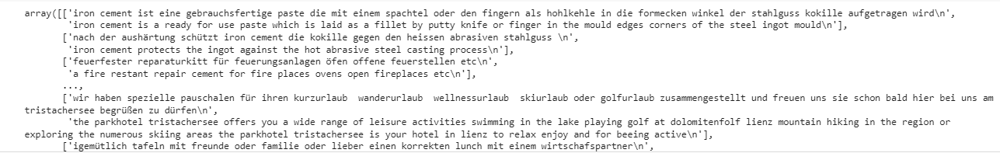 array([['iron cement ist eine gebrauchsfertige paste die mit einem spachtel oder den fingern als hohlkehle in die formecken winkel der stahlguss kokille aufgetragen wird\n',
'iron cement is a ready for use paste which is laid as a fillet by putty knife or finger in the mould edges corners of the steel ingot mould\n'],
['nach der aushärtung schützt iron cement die kokille gegen den heissen abrasiven stahlguss \n',
'iron cement protects the ingot against the hot abrasive steel casting process\n'],
['feuerfester reparaturkitt für feuerungsanlagen öfen offene feuerstellen etc\n',
'a fire restant repair cement for fire places ovens open fireplaces etc\n'],
...,
['wir haben spezielle pauschalen für ihren kurzurlaub  wanderurlaub  wellnessurlaub  skiurlaub oder golfurlaub zusammengestellt und freuen uns sie schon bald hier bei uns am
tristachersee begrüßen zu dürfen\n',
'the parkhotel tristachersee offers you a wide range of leisure activities swimming in the lake playing golf at dolomitenfolf lienz mountain hiking in the region or
exploring the numerous skiing areas the parkhotel tristachersee is your hotel in lienz to relax enjoy and for beeing active\n'],
['igemütlich tafeln mit freunde oder familie oder lieber einen korrekten lunch mit einem wirtschafspartner\n',